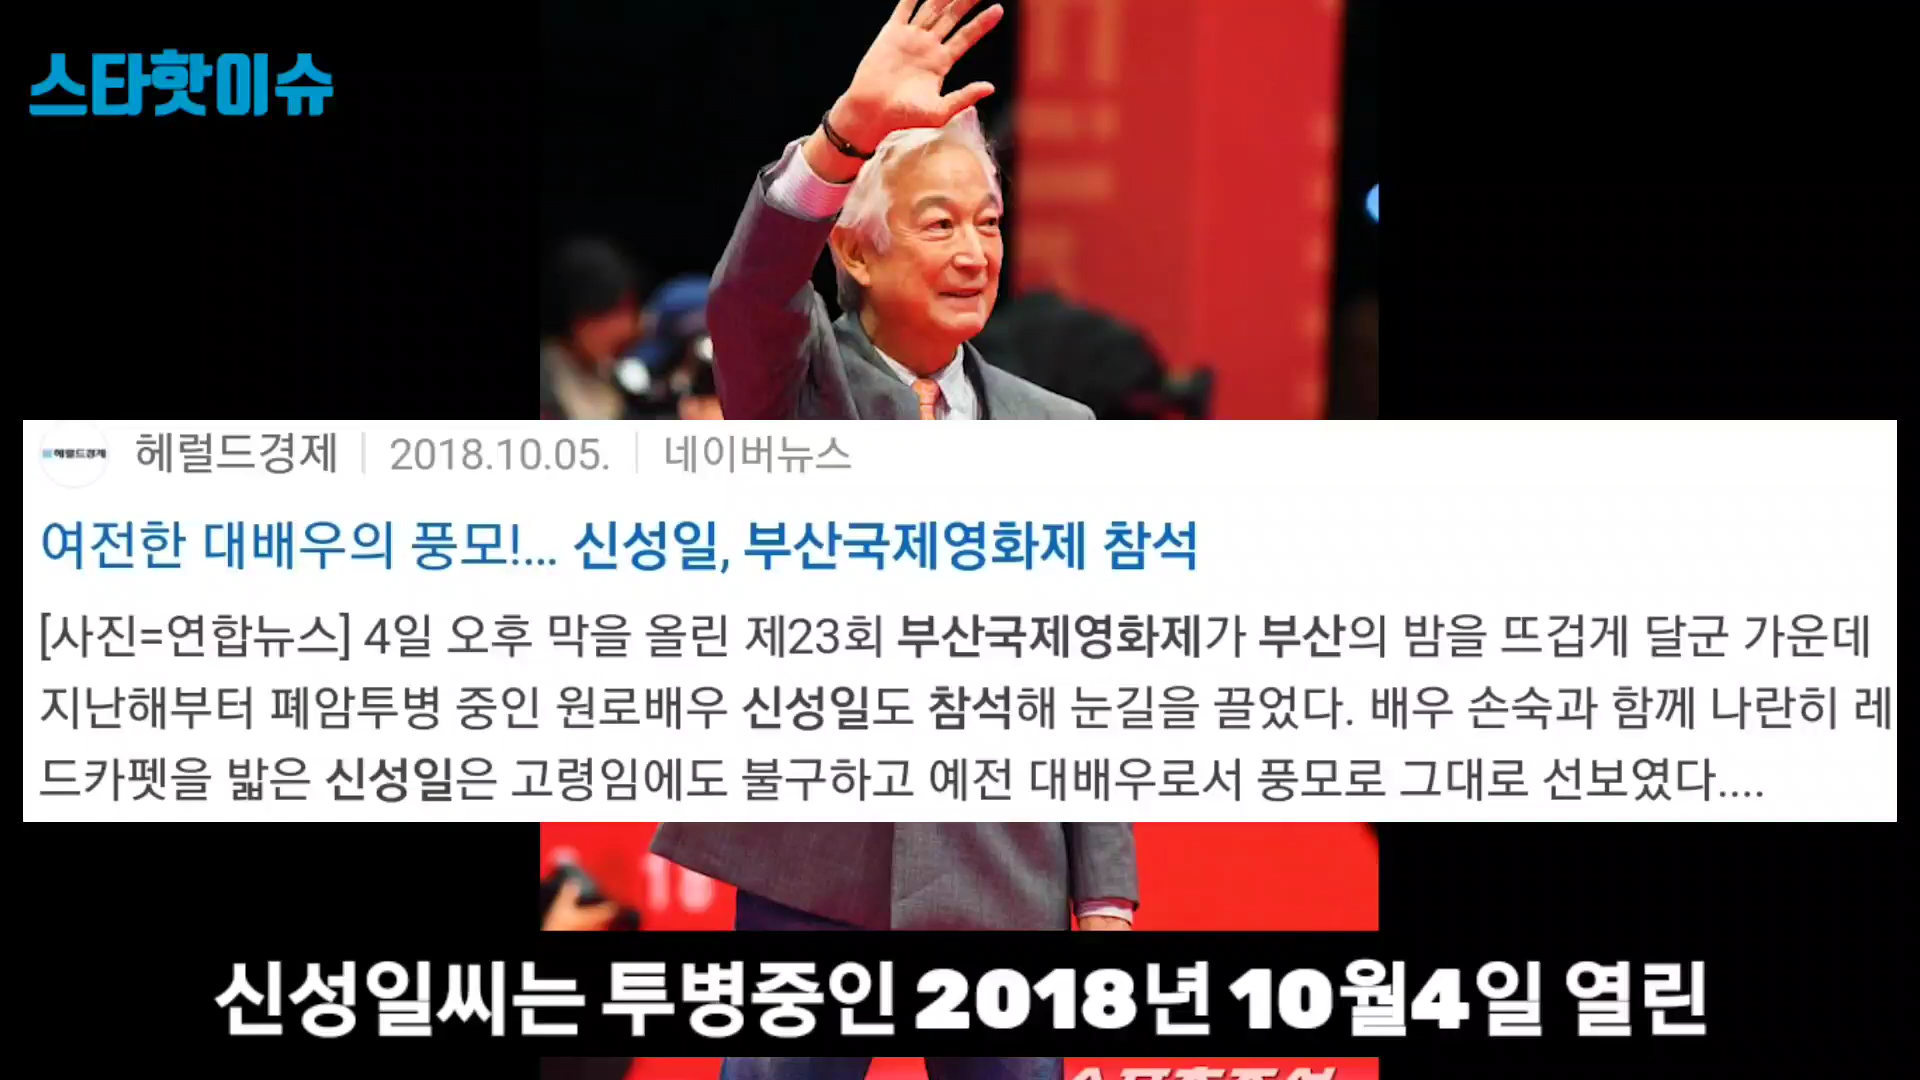 스타핫이슈
헤럴드경제 헤럴드경제 2018.10.05. 네이버뉴스
여전한 대배우의 풍모!... 신성일, 부산국제영화제 참석
[사진=연합뉴스] 4일 오후 막을 올린 제23회 부산국제영화제가 부산의 밤을 뜨겁게 달군 가운데
지난해부터 폐암투병 중인 원로배우 신성일도 참석해 눈길을 끌었다. 배우 손숙과 함께 나란히 레
드카펫을 밟은 신성일은 고령임에도 불구하고 예전 대배우로서 풍모로 그대로 선보였다....
신성일씨는 투병중인 2018년 10월4일 열린